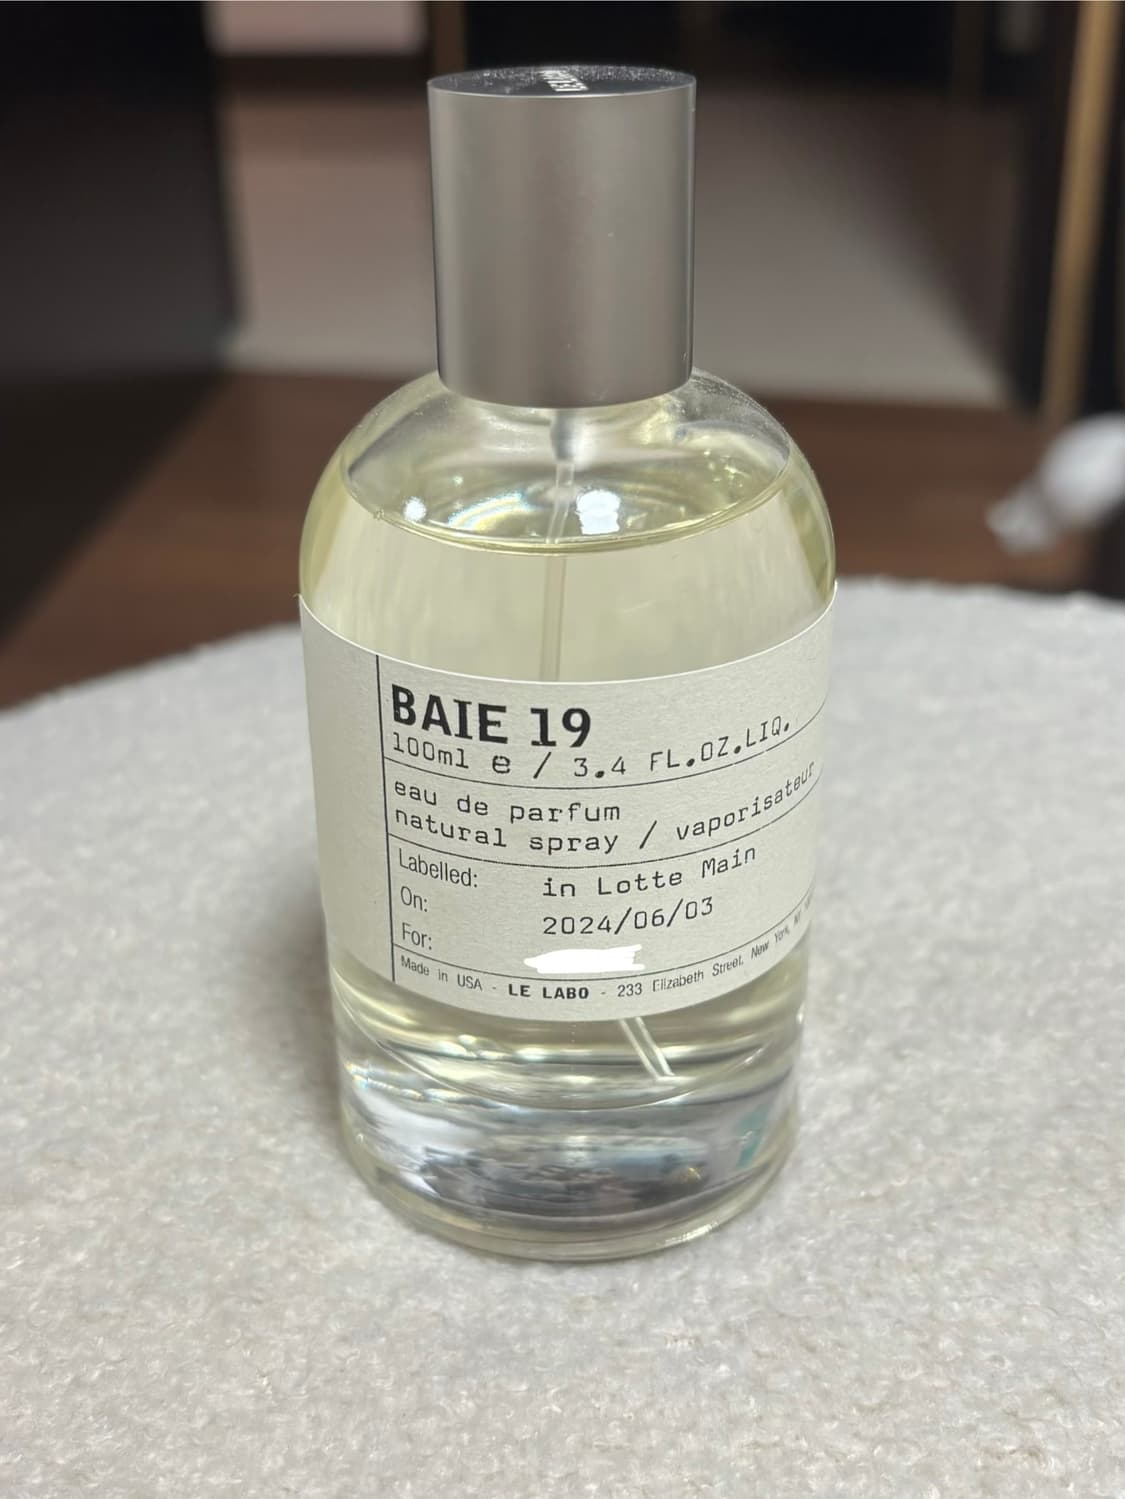 BAIE 19
100ml e / 3.4 FL.OZ.LIQ.
eau de parfum
natural spray / vaporisateur
Labelled: in Lotte Main
On: 2024/06/03
For:
Made in USA - LE LABO - 233 Elizabeth Street, New York, NY